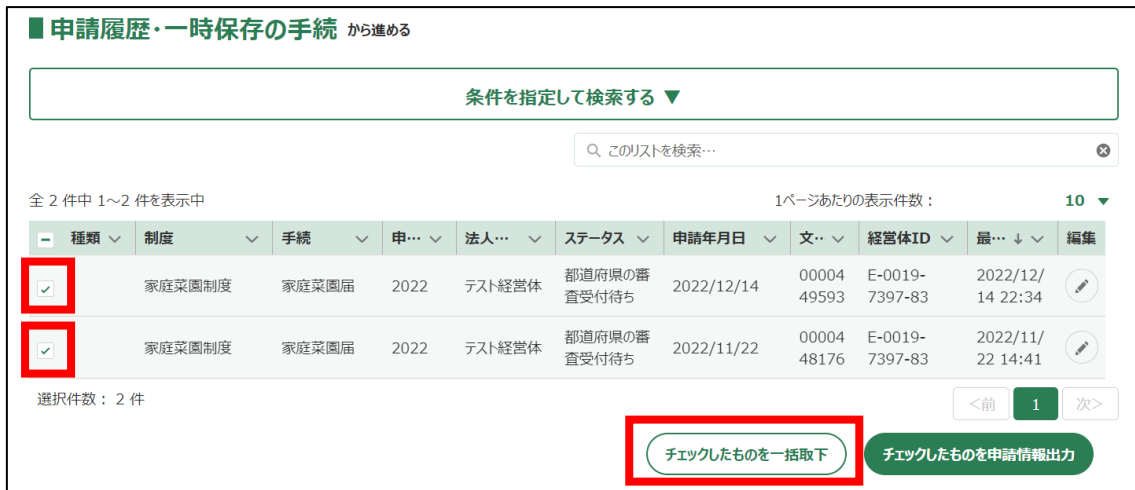 申請履歴・一時保存の手続 から進める
条件を指定して検索する ▼
このリストを検索…
全 2 件中 1～2 件を表示中 1ページあたりの表示件数： 10 ▼
種類 制度 手続 申… 法人… ステータス 申請年月日 文‥ 経営体ID 最… ↓ 編集
家庭菜園制度 家庭菜園届 2022 テスト経営体 都道府県の審査受付待ち 2022/12/14 0000449593 E-0019-7397-83 2022/12/14 22:34
家庭菜園制度 家庭菜園届 2022 テスト経営体 都道府県の審査受付待ち 2022/11/22 0000448176 E-0019-7397-83 2022/11/22 14:41
選択件数： 2 件 <前 1 次>
チェックしたものを一括取下 チェックしたものを申請情報出力